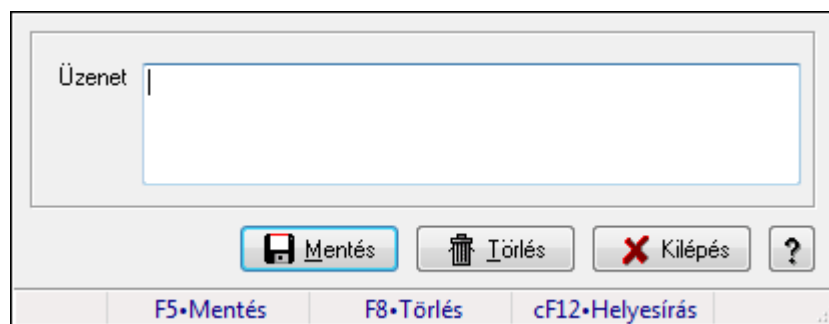 Üzenet
Mentés Törlés Kilépés ?
F5•Mentés F8•Törlés cF12•Helyesírás